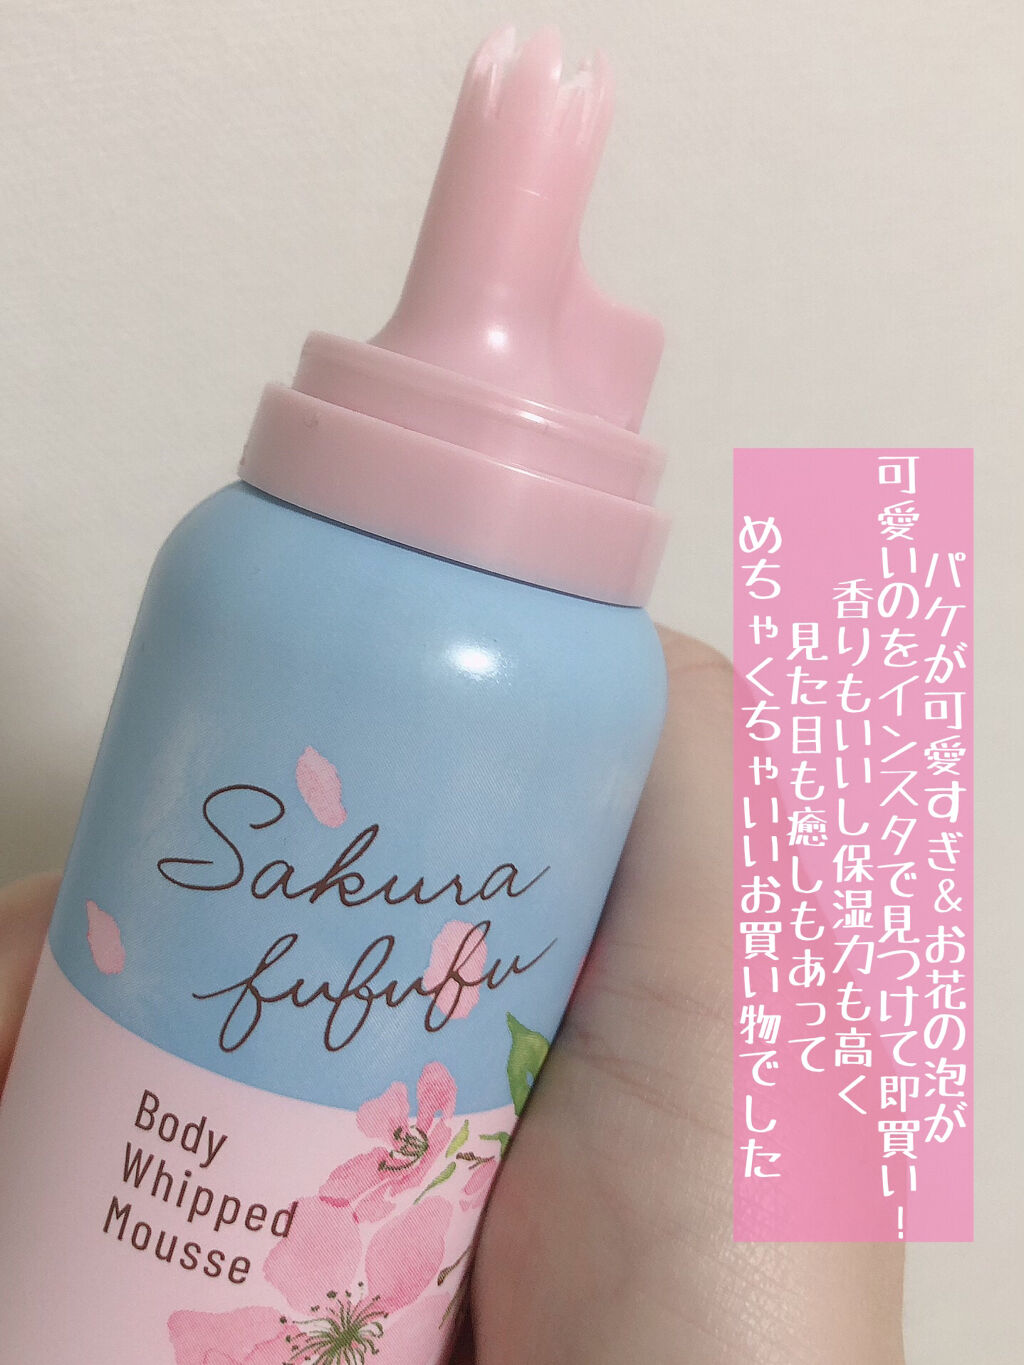 Sakura
fufufu
Body
Whipped
Mousse
パケが可愛すぎ&お花の泡が
可愛いのをインスタで見つけて即買い!
香りもいいし保湿力も高く
見た目も癒しもあって
めちゃくちゃいいお買い物でした